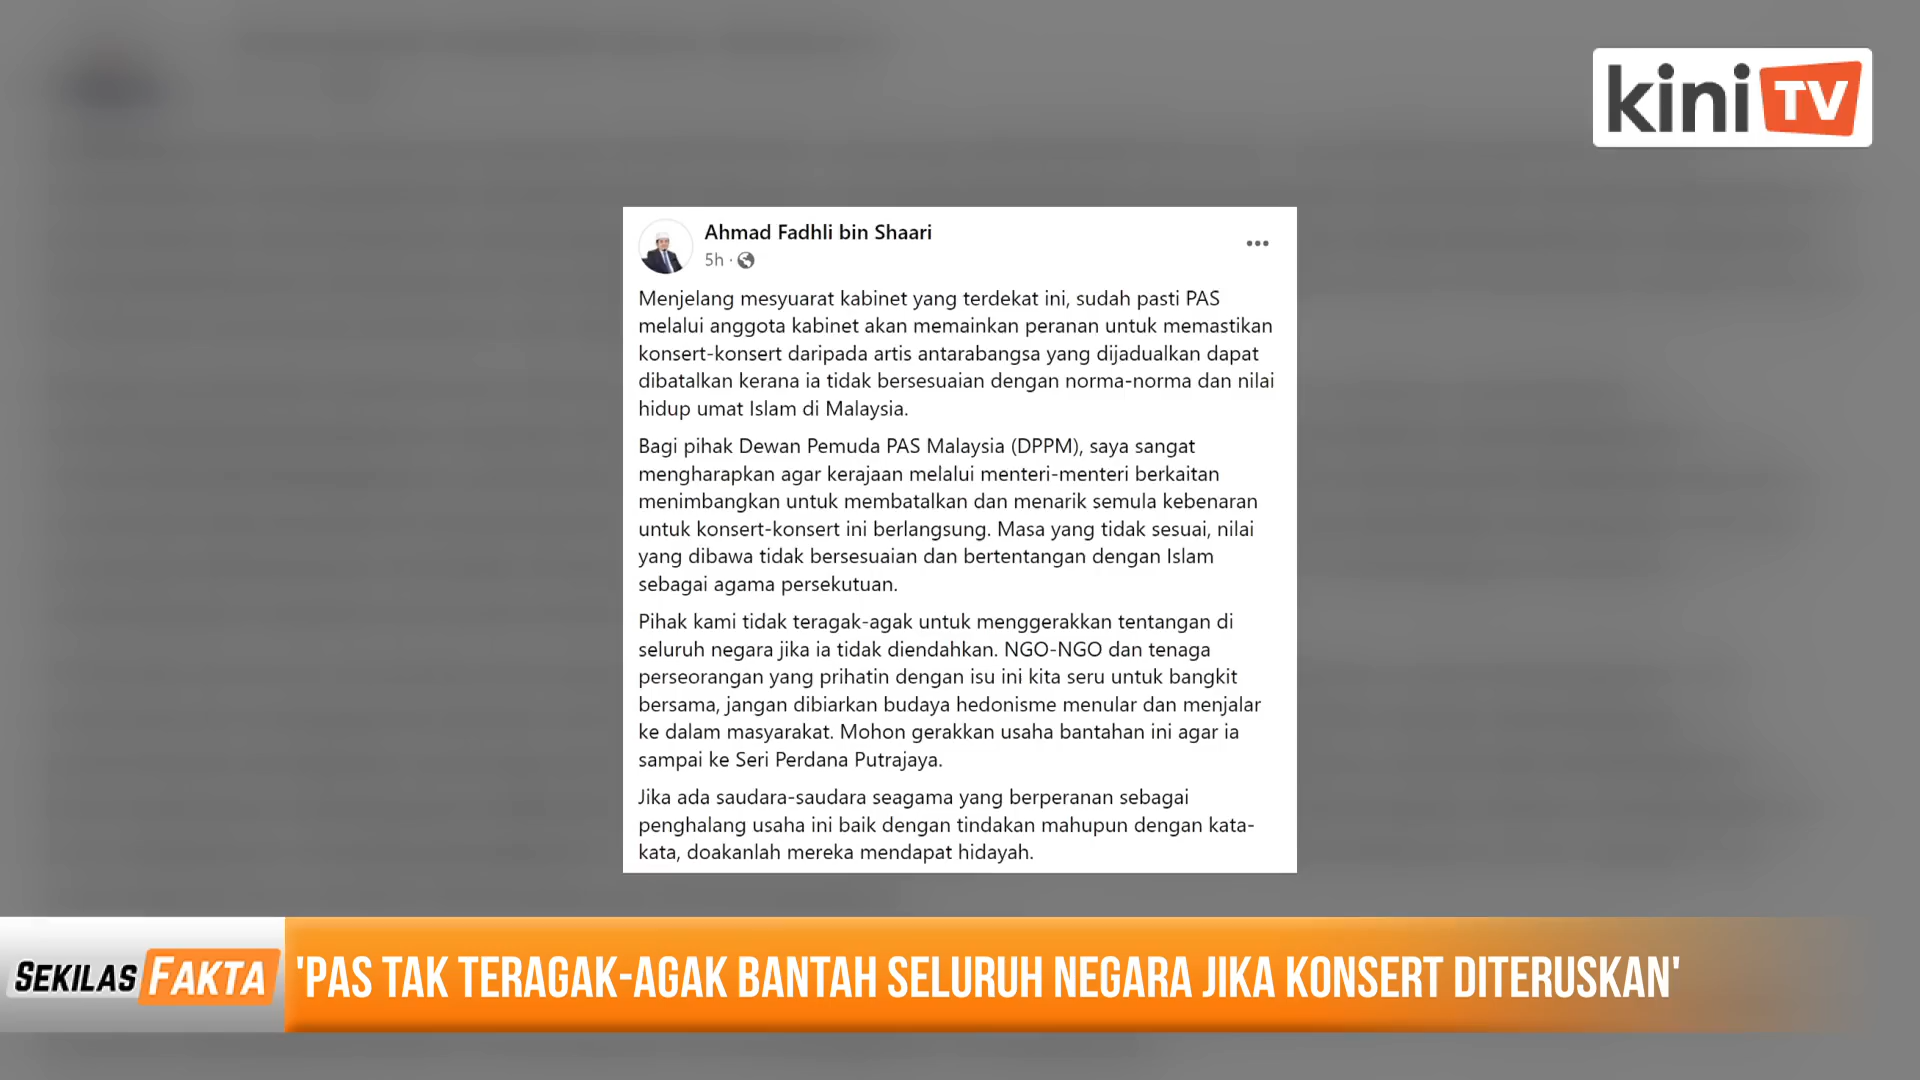 kini TV
Ahmad Fadhli bin Shaari
5h ·
Menjelang mesyuarat kabinet yang terdekat ini, sudah pasti PAS
melalui anggota kabinet akan memainkan peranan untuk memastikan
konsert-konsert daripada artis antarabangsa yang dijadualkan dapat
dibatalkan kerana ia tidak bersesuaian dengan norma-norma dan nilai
hidup umat Islam di Malaysia.
Bagi pihak Dewan Pemuda PAS Malaysia (DPPM), saya sangat
mengharapkan agar kerajaan melalui menteri-menteri berkaitan
menimbangkan untuk membatalkan dan menarik semula kebenaran
untuk konsert-konsert ini berlangsung. Masa yang tidak sesuai, nilai
yang dibawa tidak bersesuaian dan bertentangan dengan Islam
sebagai agama persekutuan.
Pihak kami tidak teragak-agak untuk menggerakkan tentangan di
seluruh negara jika ia tidak diendahkan. NGO-NGO dan tenaga
perseorangan yang prihatin dengan isu ini kita seru untuk bangkit
bersama, jangan dibiarkan budaya hedonisme menular dan menjalar
ke dalam masyarakat. Mohon gerakkan usaha bantahan ini agar ia
sampai ke Seri Perdana Putrajaya.
Jika ada saudara-saudara seagama yang berperanan sebagai
penghalang usaha ini baik dengan tindakan mahupun dengan kata-
kata, doakanlah mereka mendapat hidayah.
SEKILAS FAKTA
'PAS TAK TERAGAK-AGAK BANTAH SELURUH NEGARA JIKA KONSERT DITERUSKAN'